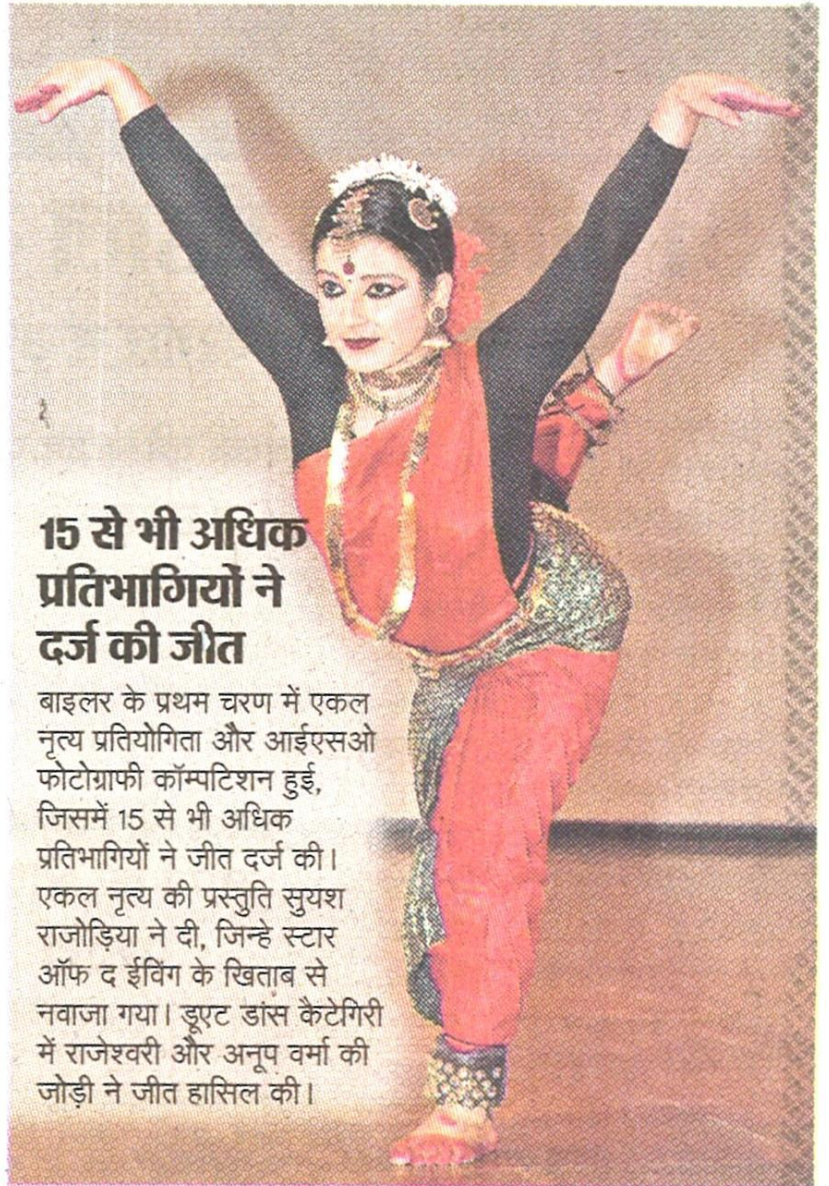 15 से भी अधिक
प्रतिभागियों ने
दर्ज की जीत
बाइलर के प्रथम चरण में एकल
नृत्य प्रतियोगिता और आईएसओ
फोटोग्राफी कॉम्पटिशन हुई,
जिसमें 15 से भी अधिक
प्रतिभागियों ने जीत दर्ज की।
एकल नृत्य की प्रस्तुति सुयश
राजोड़िया ने दी, जिन्हे स्टार
ऑफ द ईविंग के खिताब से
नवाजा गया। डूएट डांस कैटेगिरी
में राजेश्वरी और अनूप वर्मा की
जोड़ी ने जीत हासिल की।